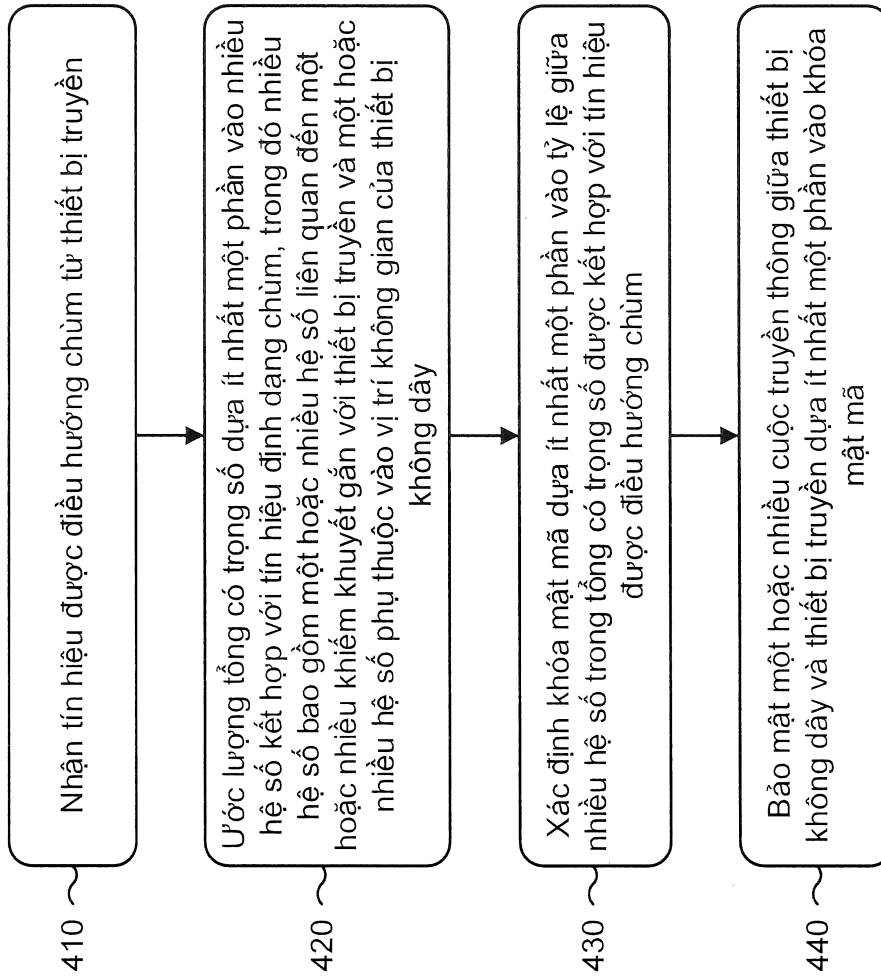 410
Nhận tín hiệu được điều hướng chùm từ thiết bị truyền
420
Ước lượng tổng có trọng số dựa ít nhất một phần vào nhiều
hệ số kết hợp với tín hiệu định dạng chùm, trong đó nhiều
hệ số bao gồm một hoặc nhiều hệ số liên quan đến một
hoặc nhiều khiếm khuyết gắn với thiết bị truyền và một hoặc
nhiều hệ số phụ thuộc vào vị trí không gian của thiết bị
không dây
430
Xác định khóa mật mã dựa ít nhất một phần vào tỷ lệ giữa
nhiều hệ số trong tổng có trọng số được kết hợp với tín hiệu
được điều hướng chùm
440
Bảo mật một hoặc nhiều cuộc truyền thông giữa thiết bị
không dây và thiết bị truyền dựa ít nhất một phần vào khóa
mật mã